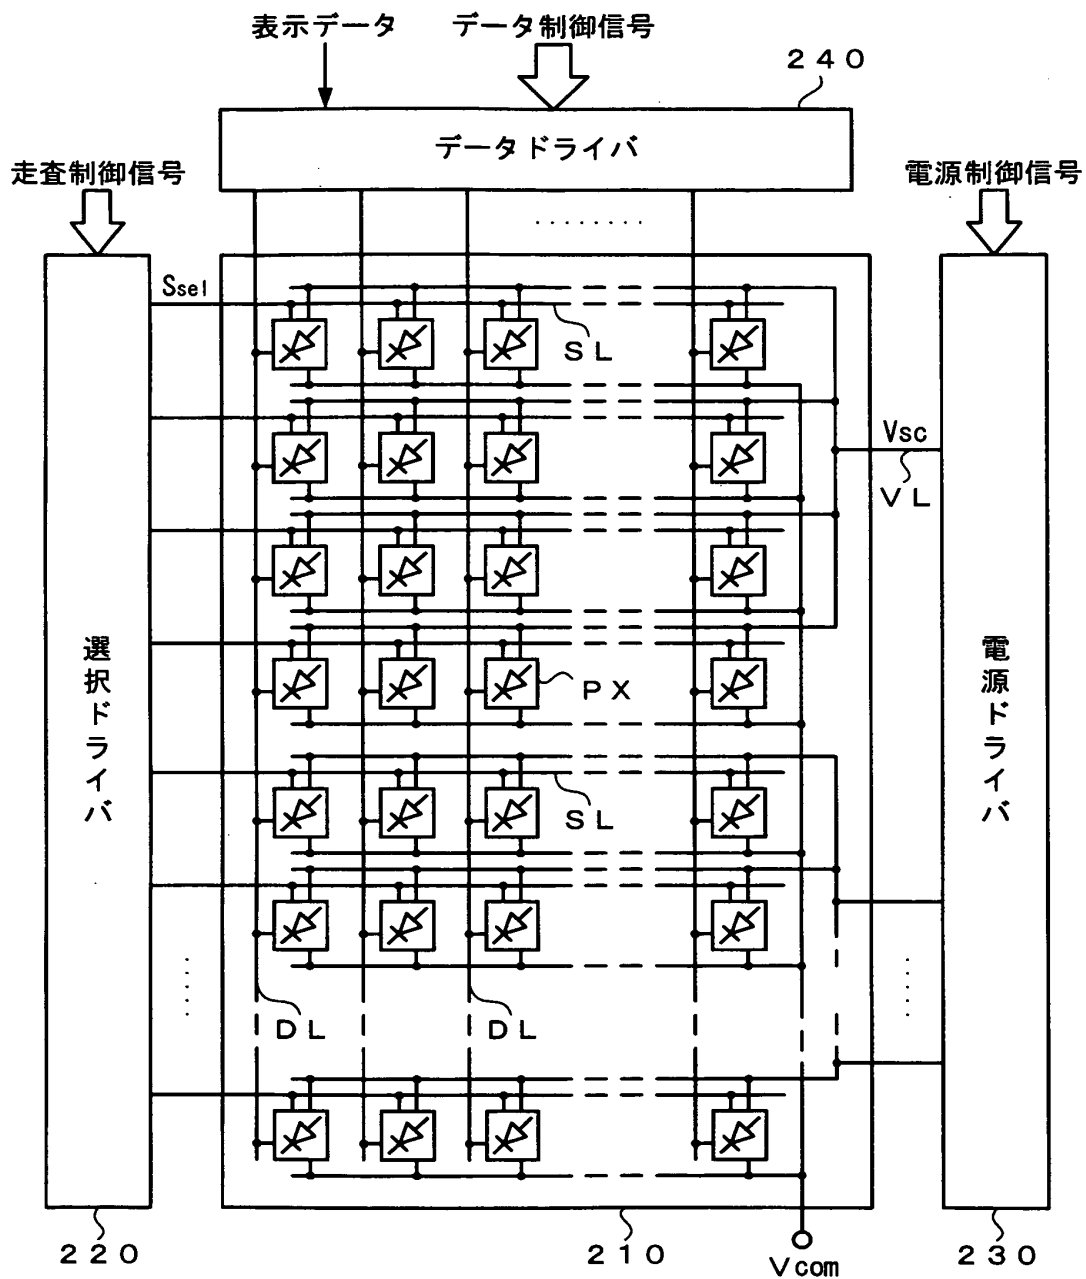 表示データ
データ制御信号
240
データドライバ
走査制御信号
電源制御信号
Ssel
SL
Vsc
VL
選択ドライバ
PX
電源ドライバ
SL
DL
DL
220
210
Vcom
230